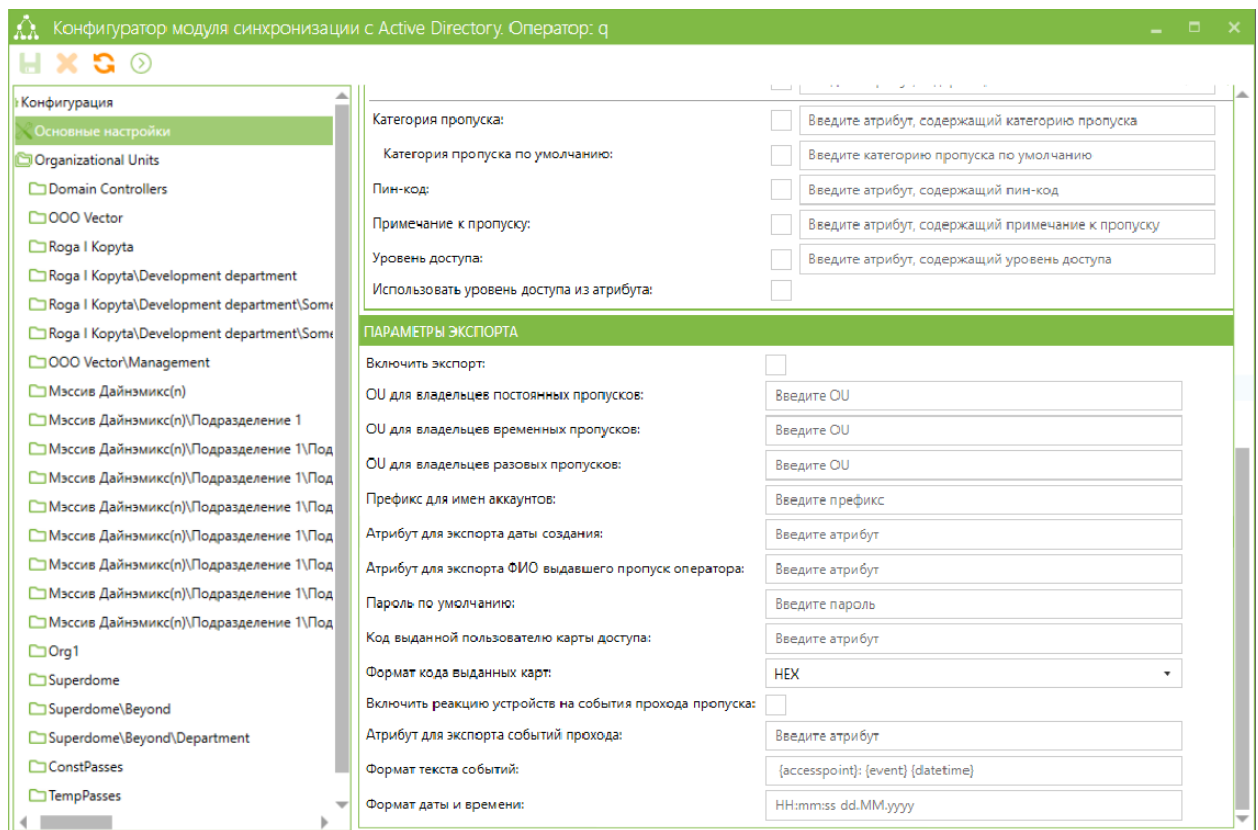 Конфигуратор модуля синхронизации с Active Directory. Оператор: q
Конфигурация
Основные настройки
Organizational Units
Domain Controllers
OOO Vector
Roga I Kopyta
Roga I Kopyta\Development department
Roga I Kopyta\Development department\Some
Roga I Kopyta\Development department\Some
OOO Vector\Management
Мэссив Дайнэмикс(п)
Мэссив Дайнэмикс(п)\Подразделение 1
Мэссив Дайнэмикс(п)\Подразделение 1\Под
Мэссив Дайнэмикс(п)\Подразделение 1\Под
Мэссив Дайнэмикс(п)\Подразделение 1\Под
Мэссив Дайнэмикс(п)\Подразделение 1\Под
Мэссив Дайнэмикс(п)\Подразделение 1\Под
Мэссив Дайнэмикс(п)\Подразделение 1\Под
Мэссив Дайнэмикс(п)\Подразделение 1\Под
Org1
Superdome
Superdome\Beyond
Superdome\Beyond\Department
ConstPasses
TempPasses
Категория пропуска: Введите атрибут, содержащий категорию пропуска
Категория пропуска по умолчанию: Введите категорию пропуска по умолчанию
Пин-код: Введите атрибут, содержащий пин-код
Примечание к пропуску: Введите атрибут, содержащий примечание к пропуску
Уровень доступа: Введите атрибут, содержащий уровень доступа
Использовать уровень доступа из атрибута:
ПАРАМЕТРЫ ЭКСПОРТА
Включить экспорт:
OU для владельцев постоянных пропусков: Введите OU
OU для владельцев временных пропусков: Введите OU
OU для владельцев разовых пропусков: Введите OU
Префикс для имен аккаунтов: Введите префикс
Атрибут для экспорта даты создания: Введите атрибут
Атрибут для экспорта ФИО выдавшего пропуск оператора: Введите атрибут
Пароль по умолчанию: Введите пароль
Код выданной пользователю карты доступа: Введите атрибут
Формат кода выданных карт: HEX
Включить реакцию устройств на события прохода пропуска:
Атрибут для экспорта событий прохода: Введите атрибут
Формат текста событий: {accesspoint}: {event} {datetime}
Формат даты и времени: HH:mm:ss dd.MM.yyyy